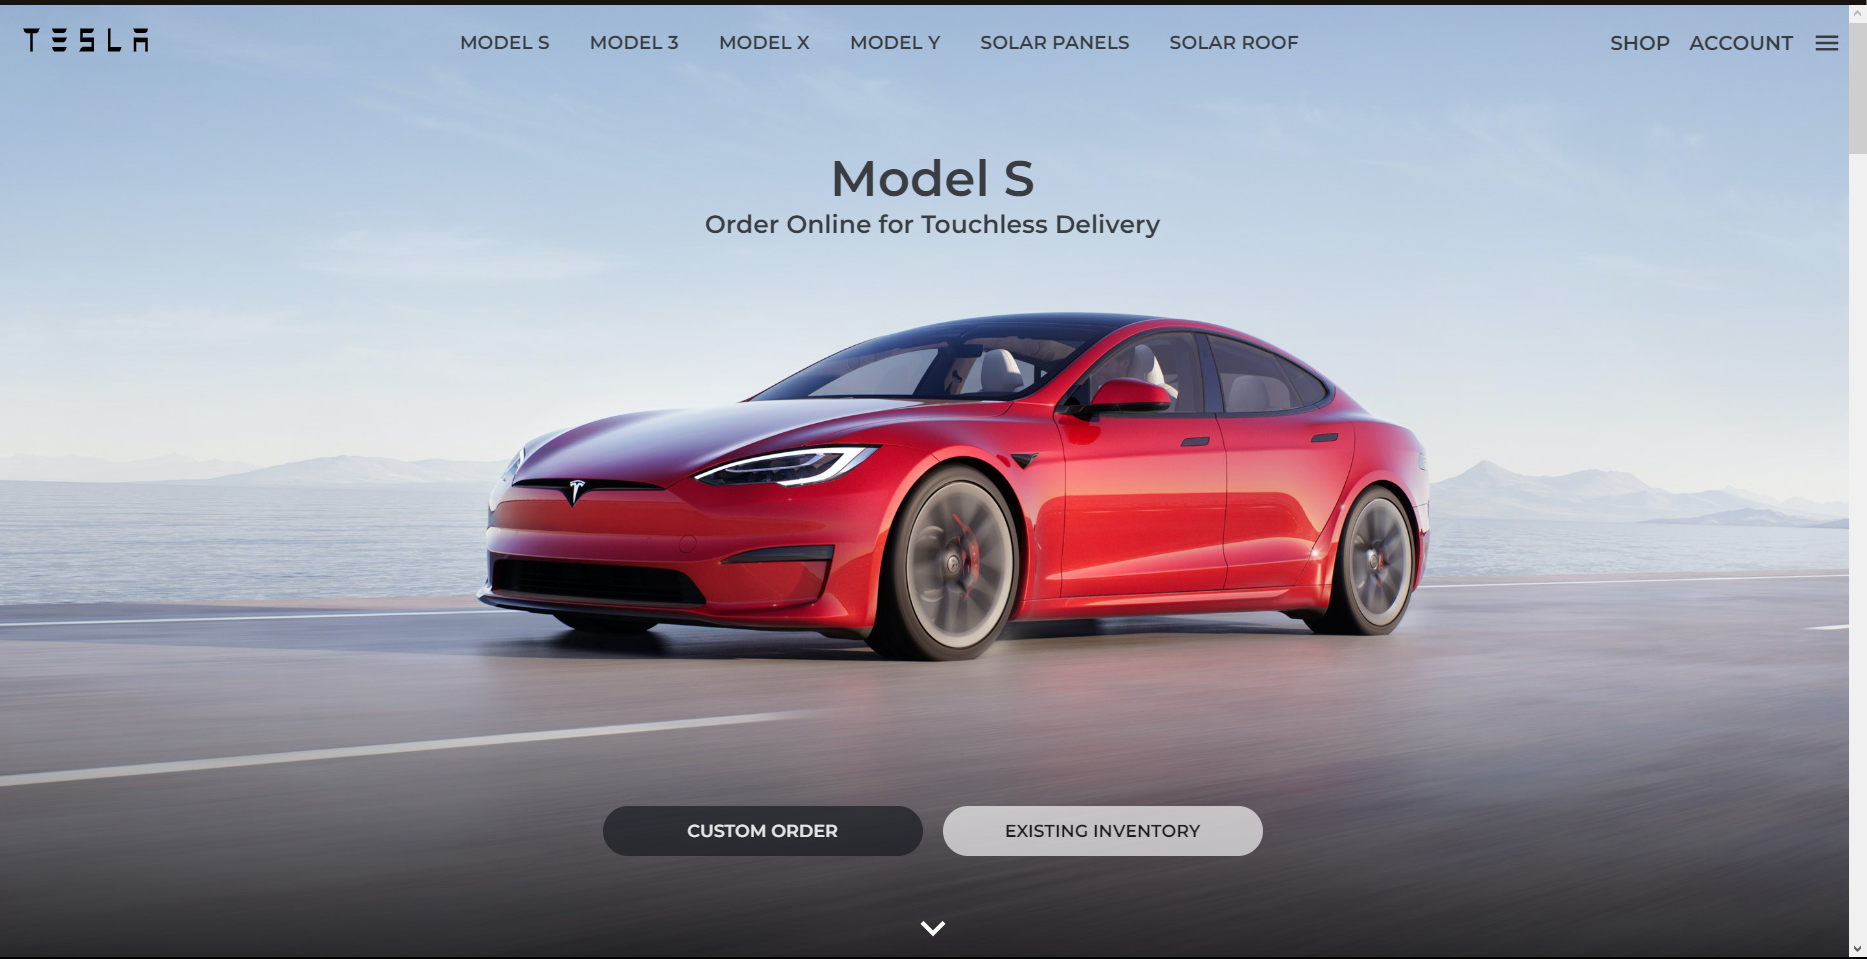 TESLA
MODEL S MODEL 3 MODEL X MODEL Y SOLAR PANELS SOLAR ROOF
SHOP ACCOUNT
Model S
Order Online for Touchless Delivery
CUSTOM ORDER
EXISTING INVENTORY